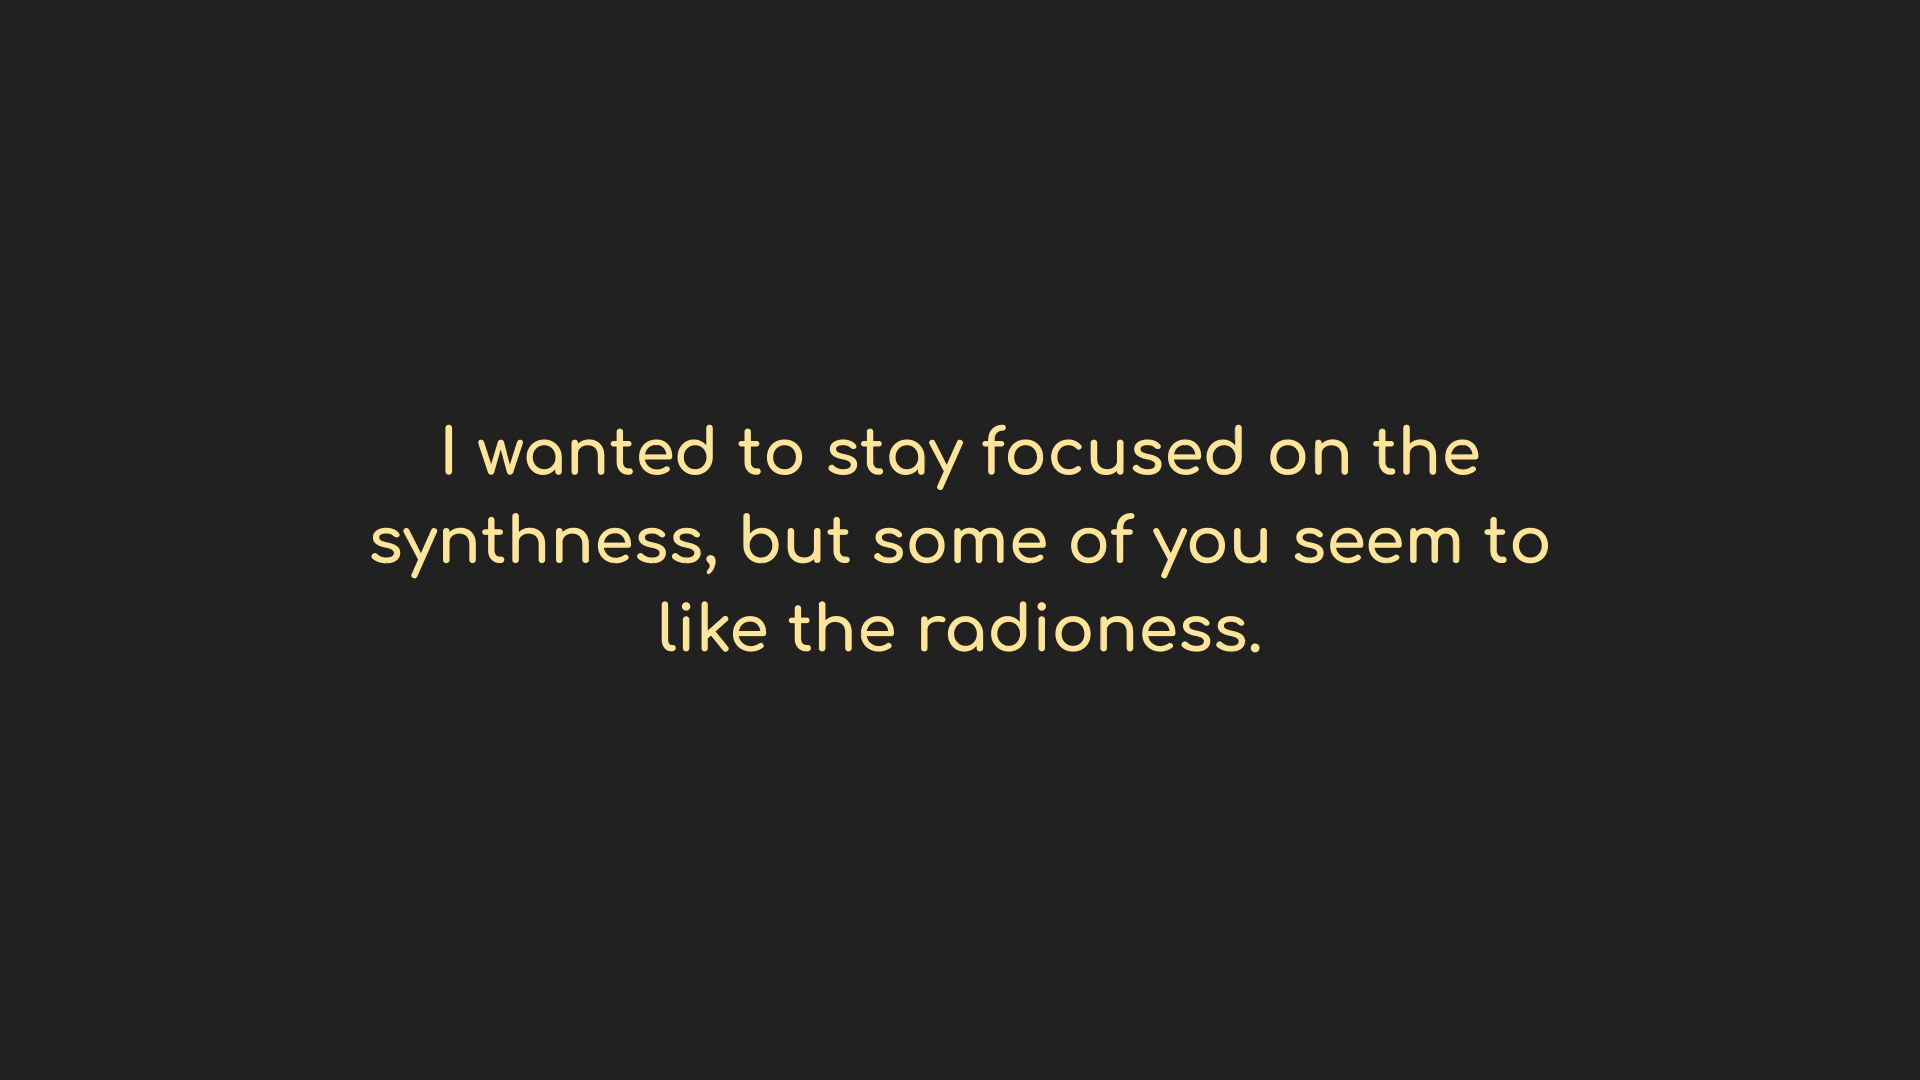 I wanted to stay focused on the
synthness, but some of you seem to
like the radioness.